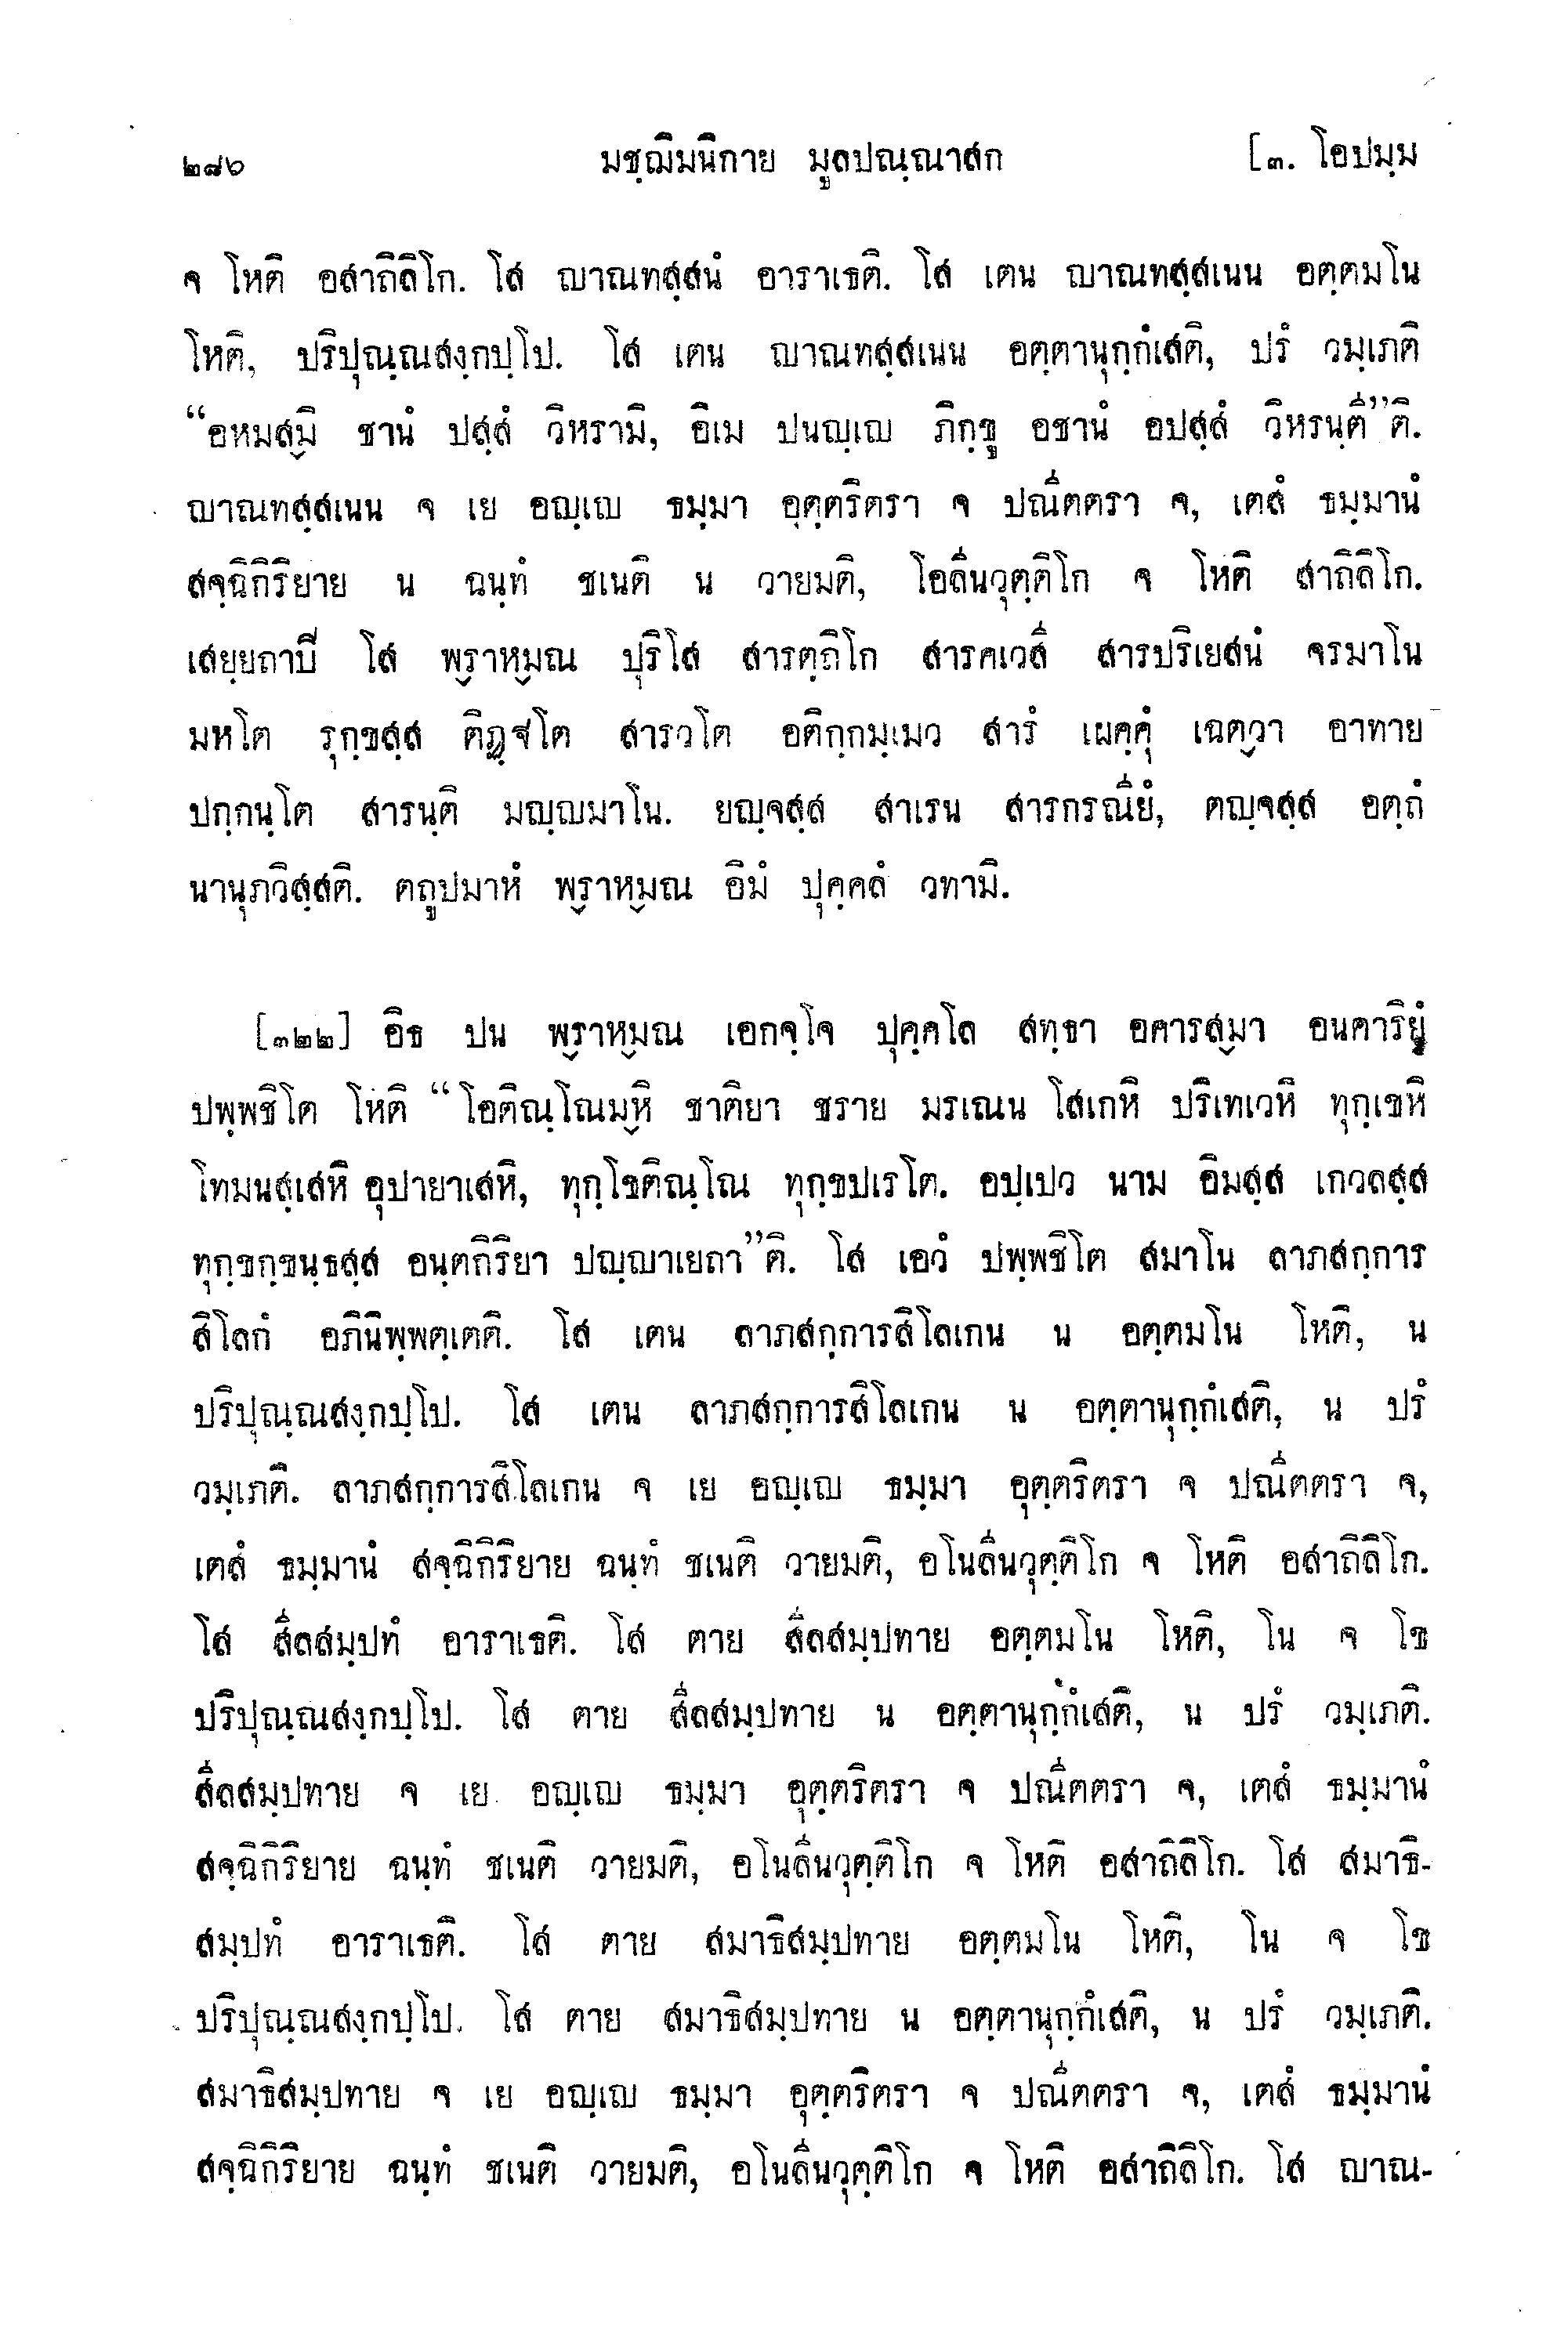 ๒๘๖ มชฺฌิมนิกาย มูลปณฺณาสก [๓. โอปมฺม
จ โหติ อสาถิลิโก. โส ญาณทสฺสนํ อาราเธติ. โส เตน ญาณทสฺสเนน อตฺตมโน
โหติ, ปริปุณฺณสงฺกปฺโป. โส เตน ญาณทสฺสเนน อตฺตานุกฺกํเสติ, ปรํ วมฺเภติ
“อหมสฺมิ ชานํ ปสฺสํ วิหรามิ, อิเม ปนญฺเญ ภิกฺขู อชานํ อปสฺสํ วิหรนฺตี”ติ.
ญาณทสฺสเนน จ เย อญฺเญ ธมฺมา อุตฺตริตรา จ ปณีตตรา จ, เตสํ ธมฺมานํ
สจฺฉิกิริยาย น ฉนฺทํ ชเนติ น วายมติ, โอลีนวุตฺติโก จ โหติ สาถิลิโก.
เสยฺยถาปิ โส พฺราหฺมณ ปุริโส สารตฺถิโก สารคเวสี สารปริเยสนํ จรมาโน
มหโต รุกฺขสฺส ติฏฺฐโต สารวโต อติกฺกมฺเมว สารํ เผคฺคุํ เฉตฺวา อาทาย
ปกฺกนฺโต สารนฺติ มญฺญมาโน. ยญฺจสฺส สาเรน สารกรณียํ, ตญฺจสฺส อตฺถํ
นานุภวิสฺสติ. ตถูปมาหํ พฺราหฺมณ อิมํ ปุคฺคลํ วทามิ.
[๓๒๒] อิธ ปน พฺราหฺมณ เอกจฺโจ ปุคฺคโล สทฺธา อคารสฺมา อนคาริยํ
ปพฺพชิโต โหติ “โอติณฺโณมฺหิ ชาติยา ชราย มรเณน โสเกหิ ปริเทเวหิ ทุกฺเขหิ
โทมนสฺเสหิ อุปายาเสหิ, ทุกฺโขติณฺโณ ทุกฺขปเรโต. อปฺเปว นาม อิมสฺส เกวลสฺส
ทุกฺขกฺขนฺธสฺส อนฺตกิริยา ปญฺญาเยถา”ติ. โส เอวํ ปพฺพชิโต สมาโน ลาภสกฺการ
สิโลกํ อภินิพฺพตฺเตติ. โส เตน ลาภสกฺการสิโลเกน น อตฺตมโน โหติ, น
ปริปุณฺณสงฺกปฺโป. โส เตน ลาภสกฺการสิโลเกน น อตฺตานุกฺกํเสติ, น ปรํ
วมฺเภติ. ลาภสกฺการสิโลเกน จ เย อญฺเญ ธมฺมา อุตฺตริตรา จ ปณีตตรา จ,
เตสํ ธมฺมานํ สจฺฉิกิริยาย ฉนฺทํ ชเนติ วายมติ, อโนลีนวุตฺติโก จ โหติ อสาถิลิโก.
โส สีลสมฺปทํ อาราเธติ. โส ตาย สีลสมฺปทาย อตฺตมโน โหติ, โน จ โข
ปริปุณฺณสงฺกปฺโป. โส ตาย สีลสมฺปทาย น อตฺตานุกฺกํเสติ, น ปรํ วมฺเภติ.
สีลสมฺปทาย จ เย อญฺเญ ธมฺมา อุตฺตริตรา จ ปณีตตรา จ, เตสํ ธมฺมานํ
สจฺฉิกิริยาย ฉนฺทํ ชเนติ วายมติ, อโนลีนวุตฺติโก จ โหติ อสาถิลิโก. โส สมาธิ-
สมฺปทํ อาราเธติ. โส ตาย สมาธิสมฺปทาย อตฺตมโน โหติ, โน จ โข
ปริปุณฺณสงฺกปฺโป. โส ตาย สมาธิสมฺปทาย น อตฺตานุกฺกํเสติ, น ปรํ วมฺเภติ.
สมาธิสมฺปทาย จ เย อญฺเญ ธมฺมา อุตฺตริตรา จ ปณีตตรา จ, เตสํ ธมฺมานํ
สจฺฉิกิริยาย ฉนฺทํ ชเนติ วายมติ, อโนลีนวุตฺติโก จ โหติ อสาถิลิโก. โส ญาณ-